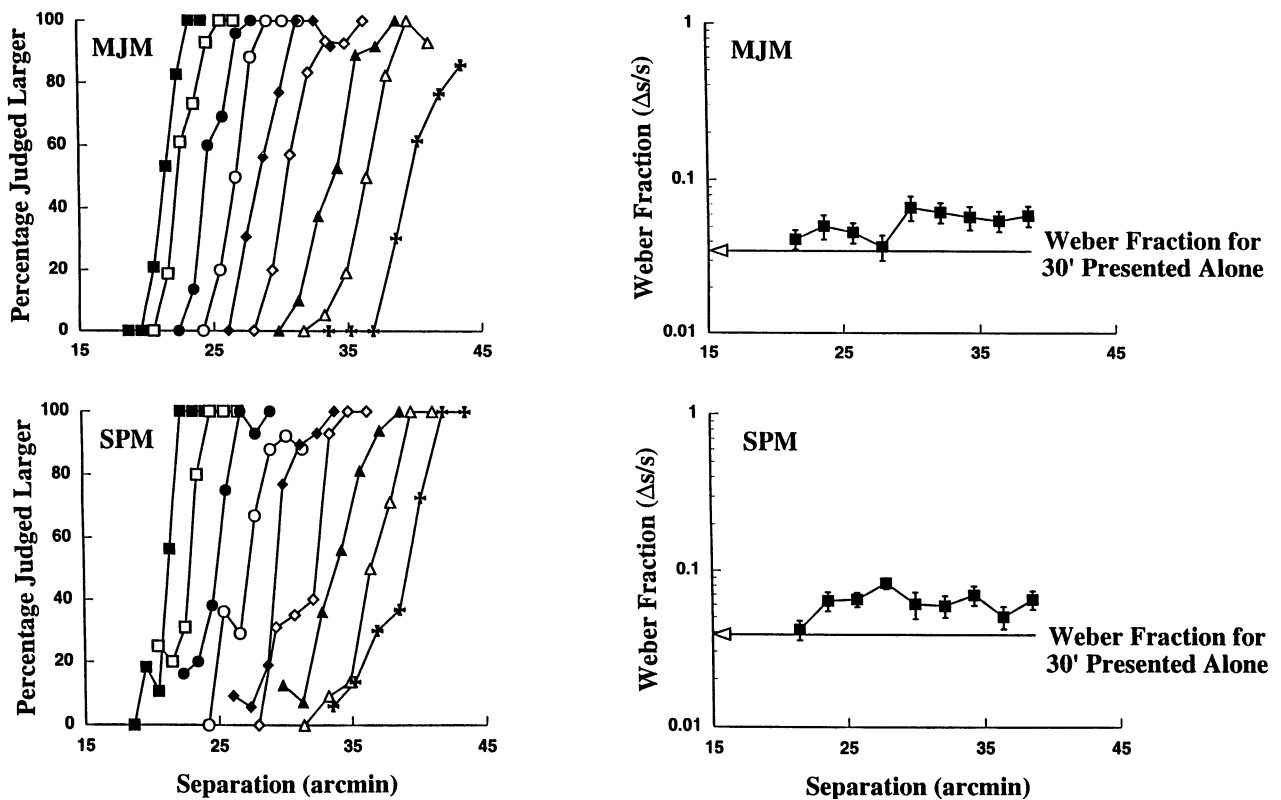 MJM
Percentage Judged Larger
100
80
60
40
20
0
15 25 35 45
MJM
Weber Fraction (Δs/s)
1
0.1
0.01
15 25 35 45
Weber Fraction for
30' Presented Alone
SPM
Percentage Judged Larger
100
80
60
40
20
0
15 25 35 45
Separation (arcmin)
SPM
Weber Fraction (Δs/s)
1
0.1
0.01
15 25 35 45
Weber Fraction for
30' Presented Alone
Separation (arcmin)